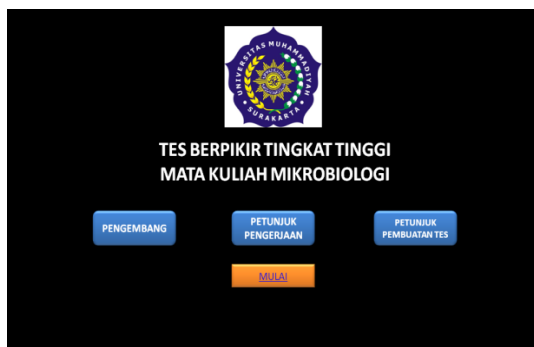 UNIVERSITAS MUHAMMADIYAH
SURAKARTA
TES BERPIKIR TINGKAT TINGGI
MATA KULIAH MIKROBIOLOGI
PENGEMBANG
PETUNJUK
PENGERJAAN
PETUNJUK
PEMBUATAN TES
MULAI